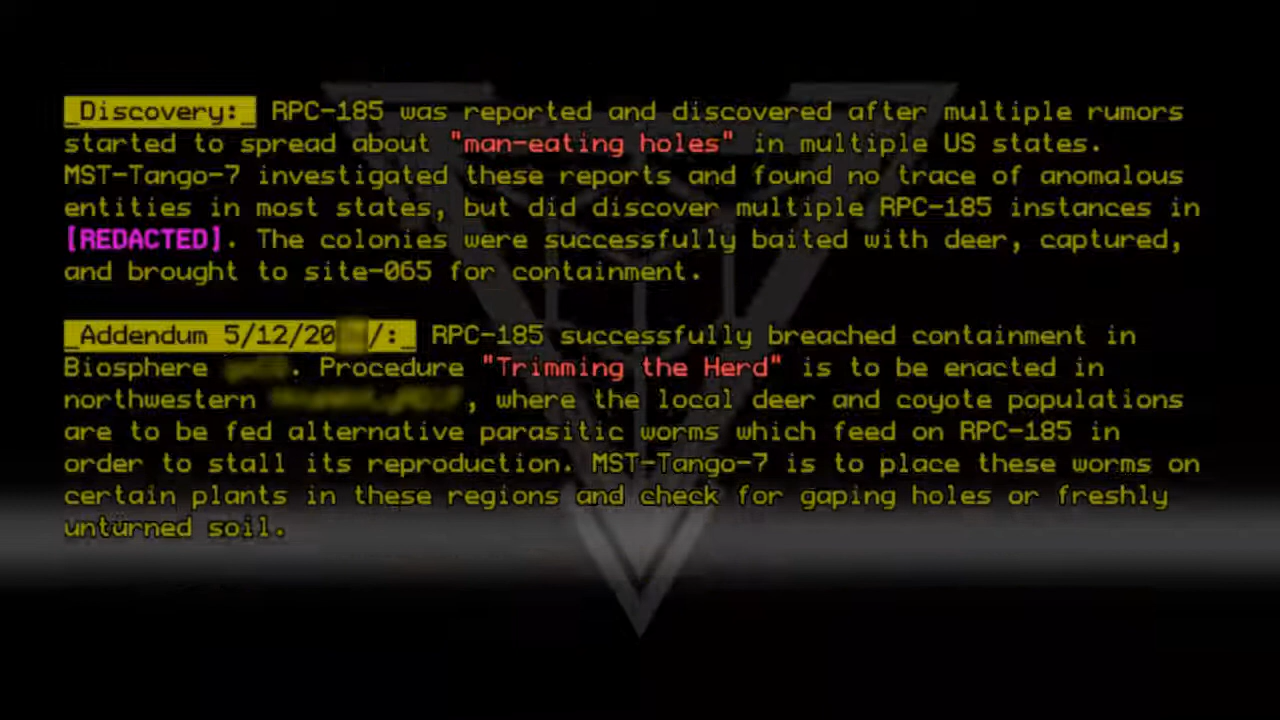 _Discovery:_ RPC-185 was reported and discovered after multiple rumors
started to spread about "man-eating holes" in multiple US states.
MST-Tango-7 investigated these reports and found no trace of anomalous
entities in most states, but did discover multiple RPC-185 instances in
[REDACTED]. The colonies were successfully baited with deer, captured,
and brought to site-065 for containment.
_Addendum 5/12/20 /:_ RPC-185 successfully breached containment in
Biosphere . Procedure "Trimming the Herd" is to be enacted in
northwestern , where the local deer and coyote populations
are to be fed alternative parasitic worms which feed on RPC-185 in
order to stall its reproduction. MST-Tango-7 is to place these worms on
certain plants in these regions and check for gaping holes or freshly
unturned soil.